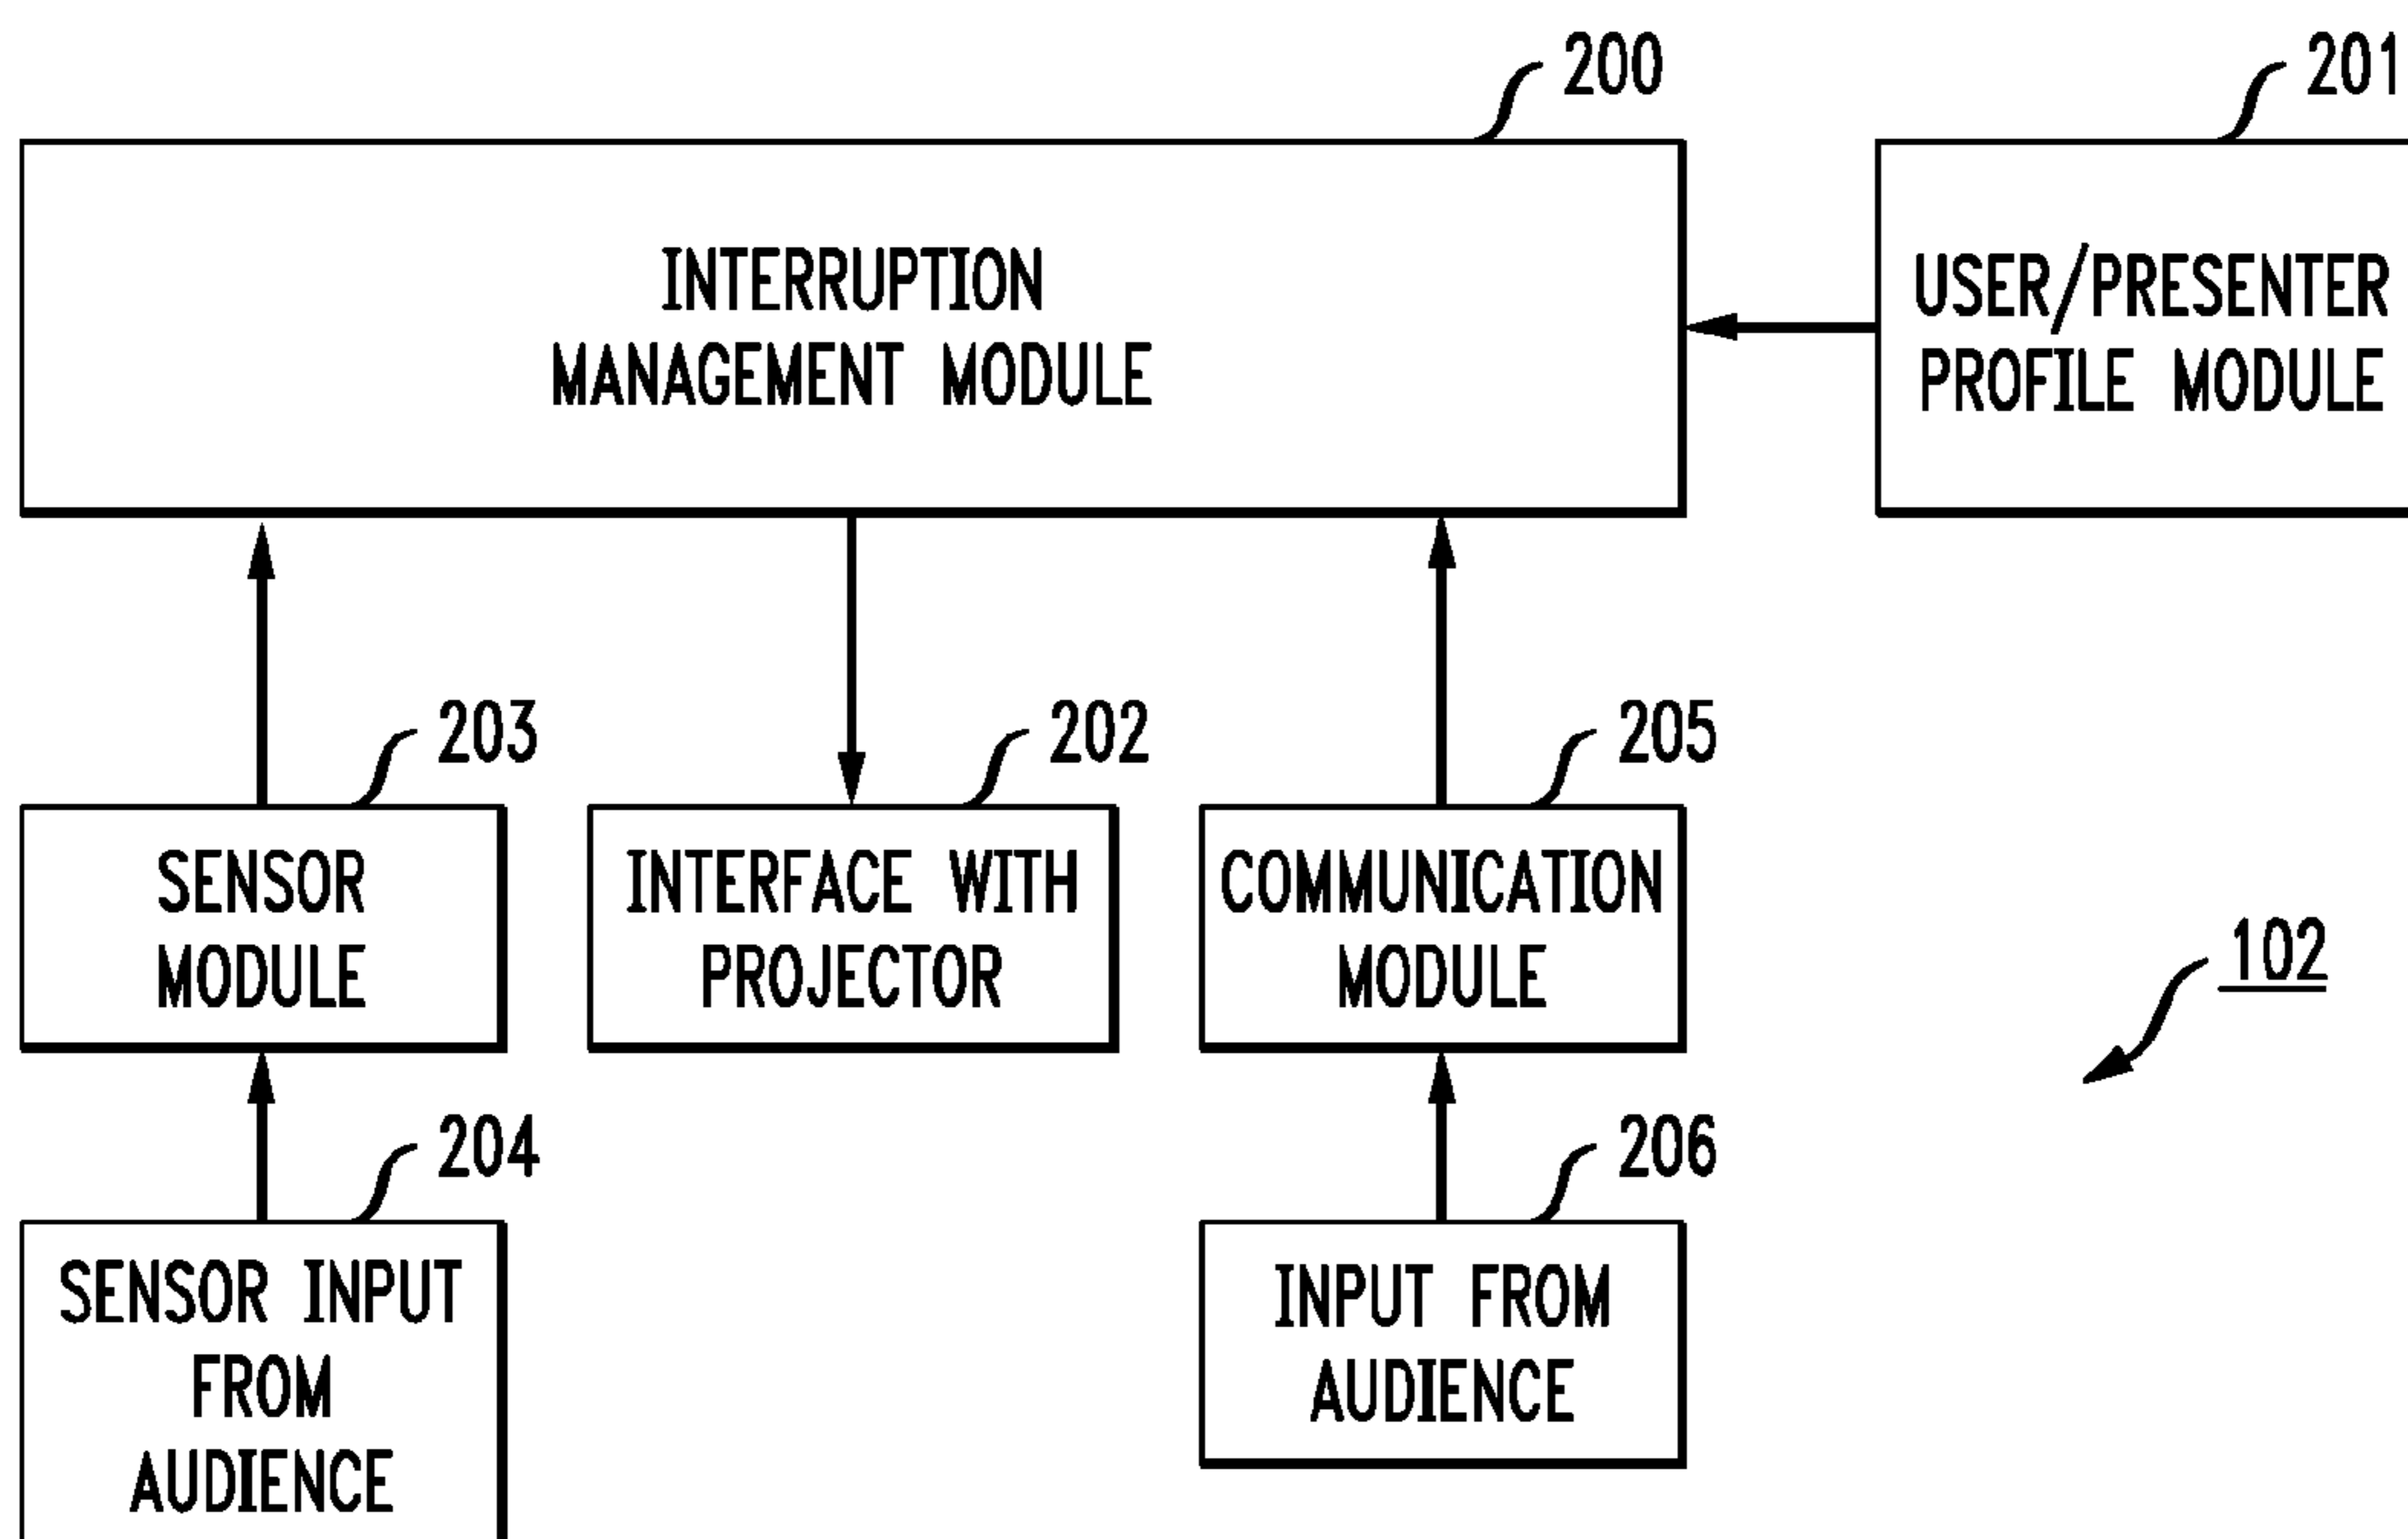 200
201
INTERRUPTION
MANAGEMENT MODULE
USER/PRESENTER
PROFILE MODULE
203
202
205
SENSOR
MODULE
INTERFACE WITH
PROJECTOR
COMMUNICATION
MODULE
102
204
206
SENSOR INPUT
FROM
AUDIENCE
INPUT FROM
AUDIENCE